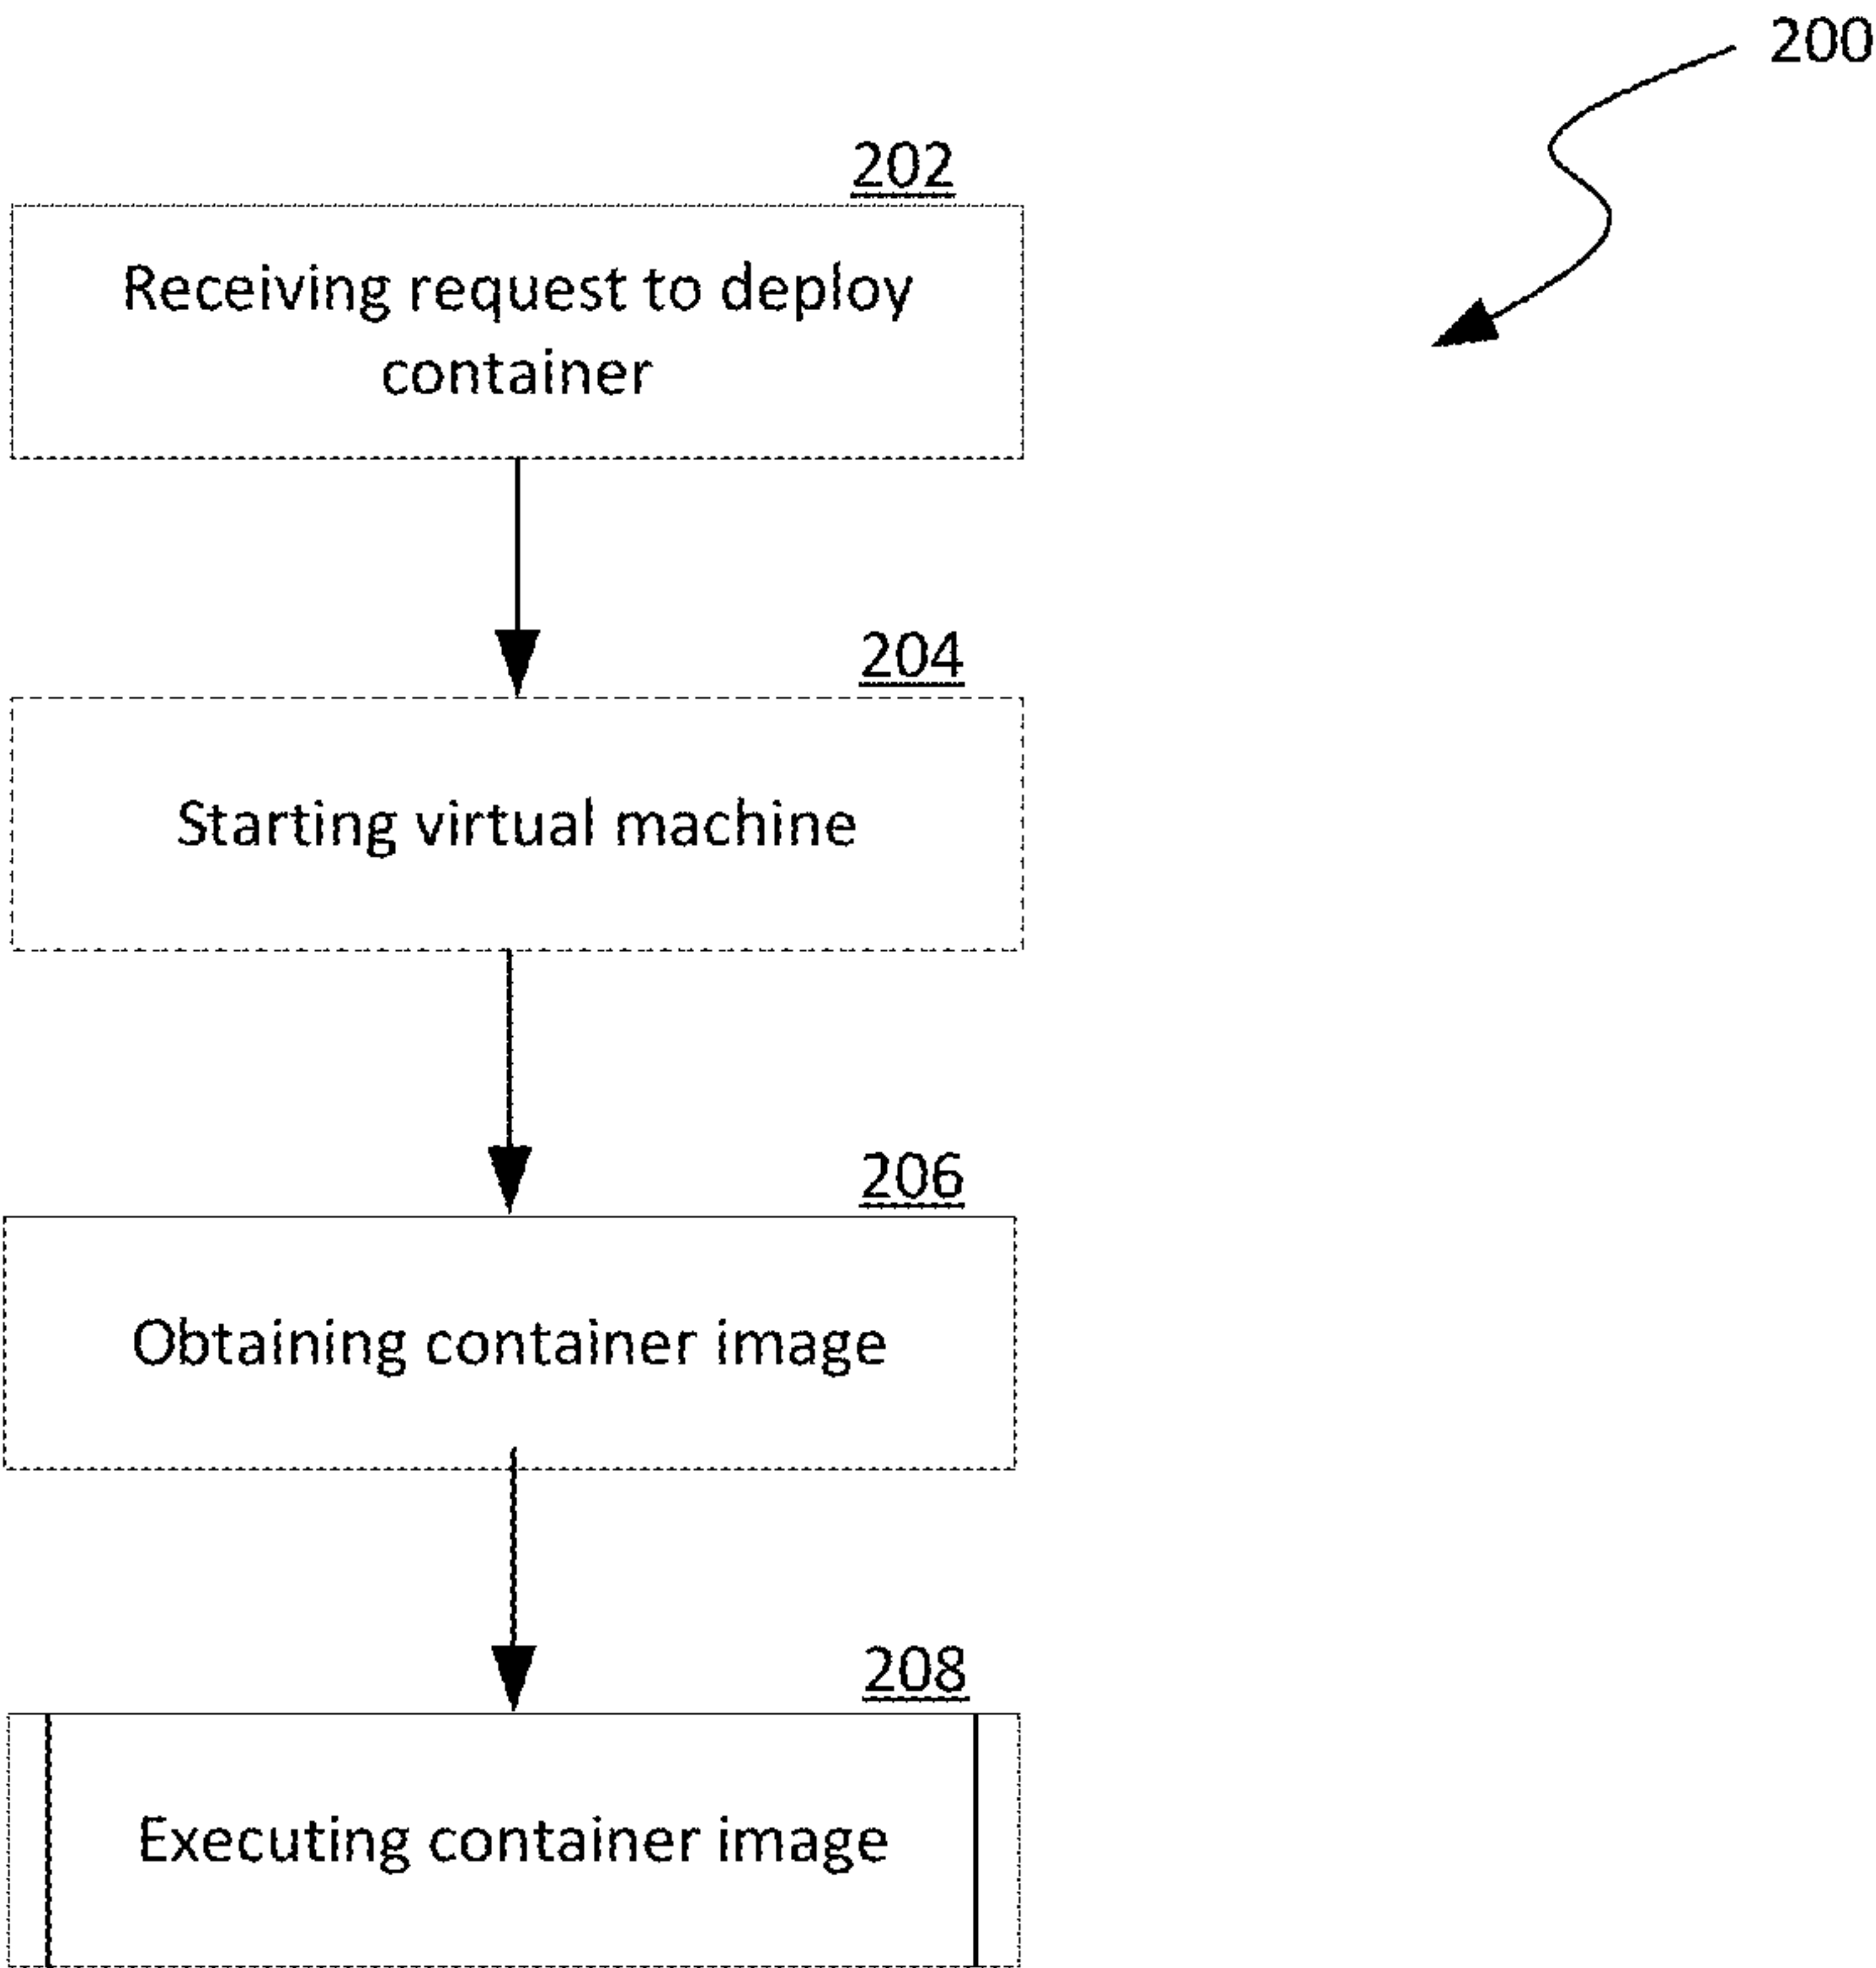 200
202
Receiving request to deploy
container
204
Starting virtual machine
206
Obtaining container image
208
Executing container image